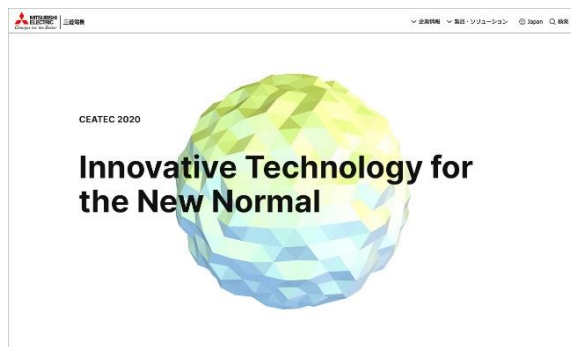 MITSUBISHI
ELECTRIC
Changes for the Better
三菱電機
企業情報 製品・ソリューション Japan 検索
CEATEC 2020
Innovative Technology for
the New Normal